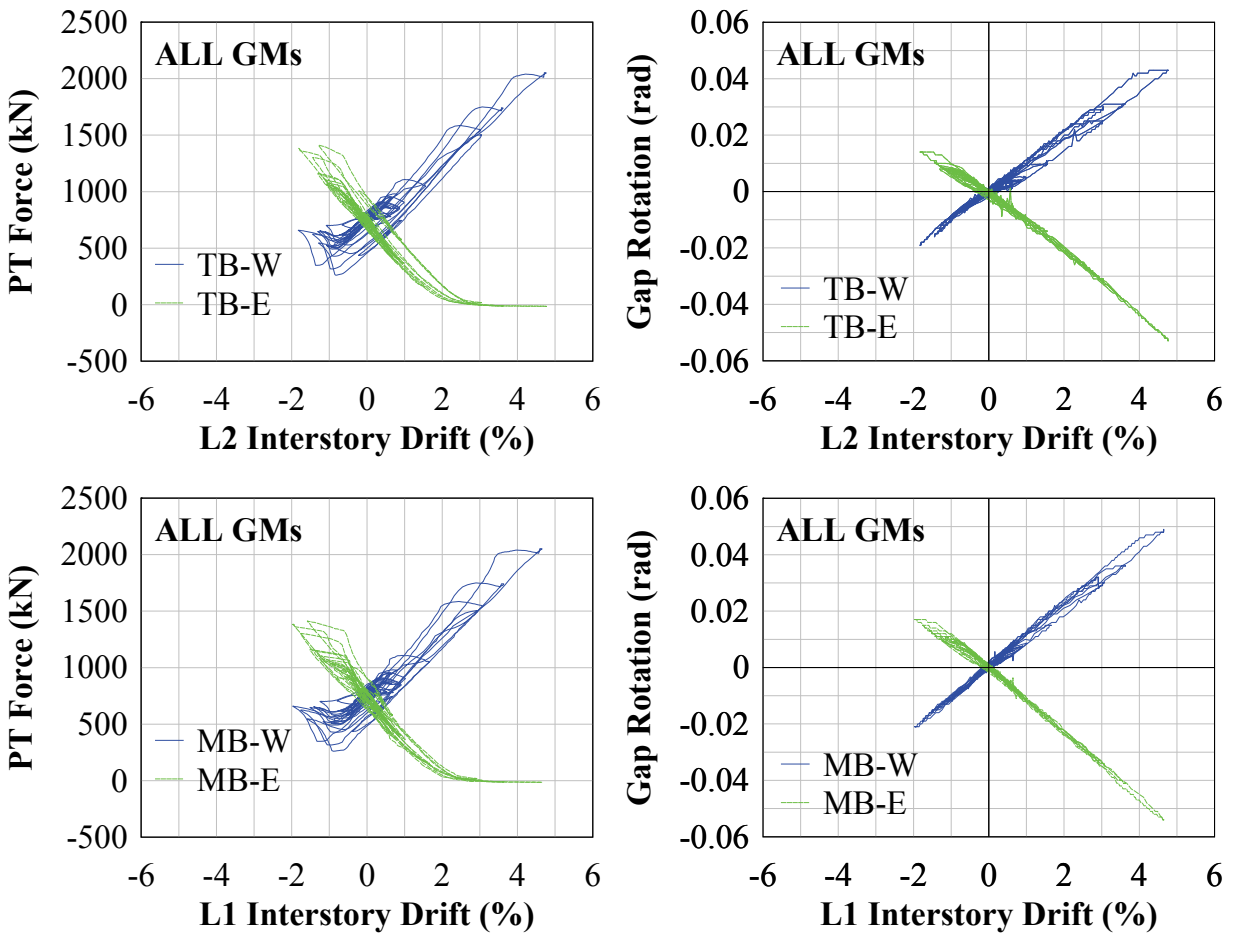 PT Force (kN)
2500
2000
1500
1000
500
0
-500
ALL GMs
TB-W
TB-E
-6 -4 -2 0 2 4 6
L2 Interstory Drift (%)
Gap Rotation (rad)
0.06
0.04
0.02
0
-0.02
-0.04
-0.06
ALL GMs
TB-W
TB-E
-6 -4 -2 0 2 4 6
L2 Interstory Drift (%)
PT Force (kN)
2500
2000
1500
1000
500
0
-500
ALL GMs
MB-W
MB-E
-6 -4 -2 0 2 4 6
L1 Interstory Drift (%)
Gap Rotation (rad)
0.06
0.04
0.02
0
-0.02
-0.04
-0.06
ALL GMs
MB-W
MB-E
-6 -4 -2 0 2 4 6
L1 Interstory Drift (%)